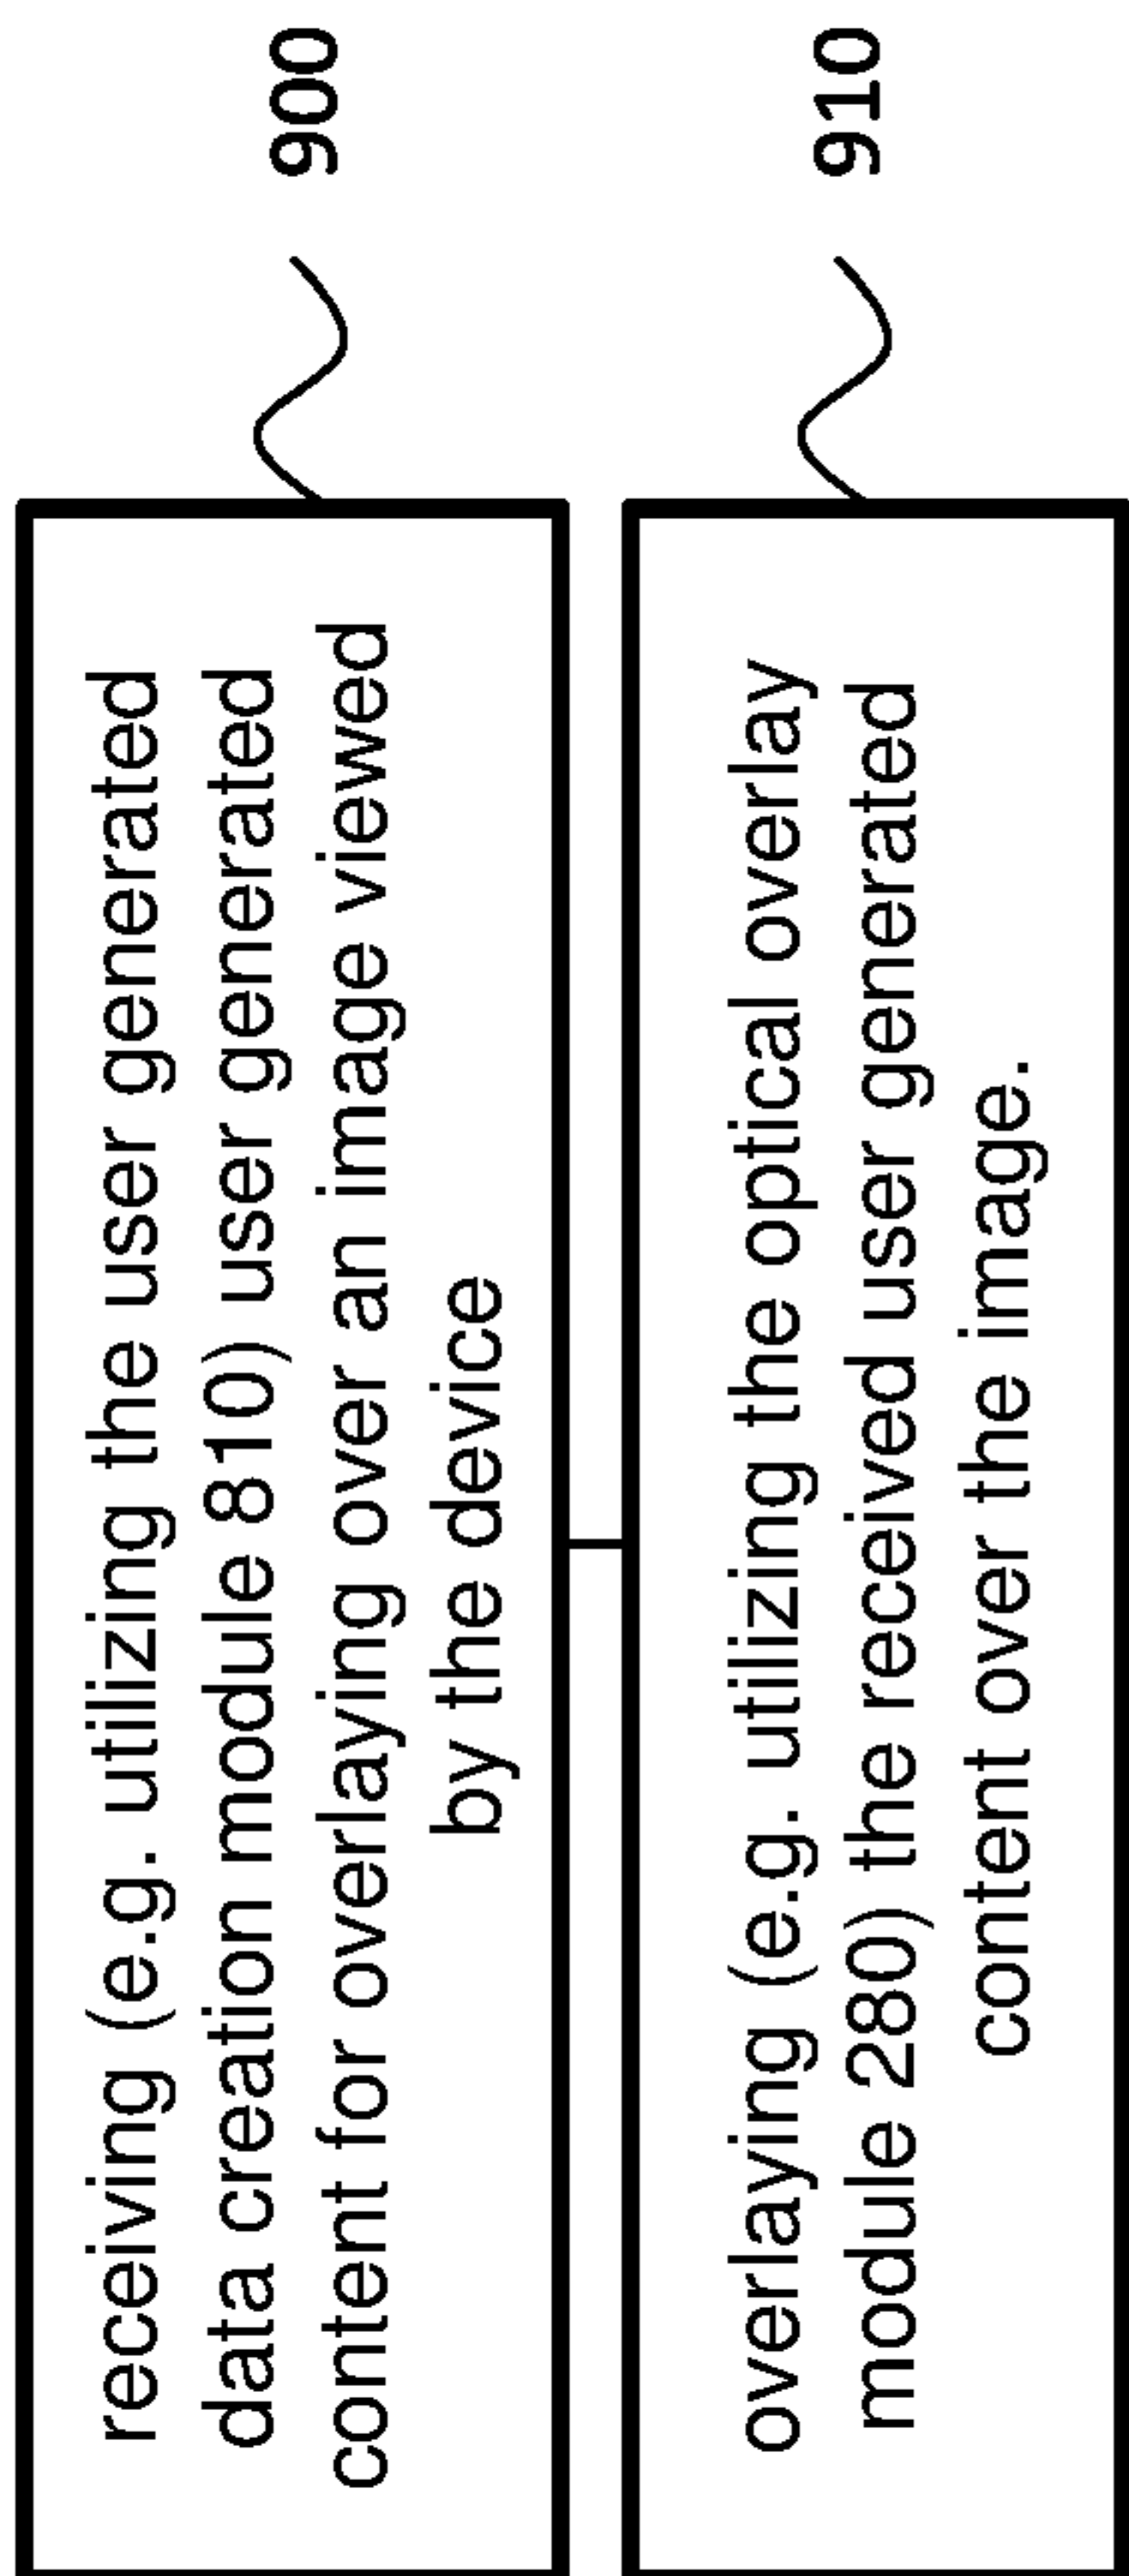 receiving (e.g. utilizing the user generated
data creation module 810) user generated
content for overlaying over an image viewed
by the device
900
overlaying (e.g. utilizing the optical overlay
module 280) the received user generated
content over the image.
910